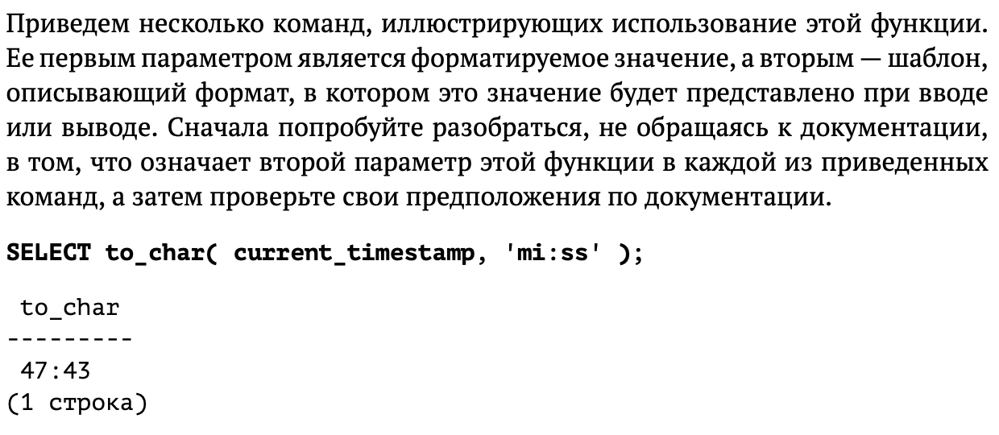 Приведем несколько команд, иллюстрирующих использование этой функции.
Ее первым параметром является форматируемое значение, а вторым — шаблон,
описывающий формат, в котором это значение будет представлено при вводе
или выводе. Сначала попробуйте разобраться, не обращаясь к документации,
в том, что означает второй параметр этой функции в каждой из приведенных
команд, а затем проверьте свои предположения по документации.
SELECT to_char( current_timestamp, 'mi:ss' );
to_char
---------
47:43
(1 строка)